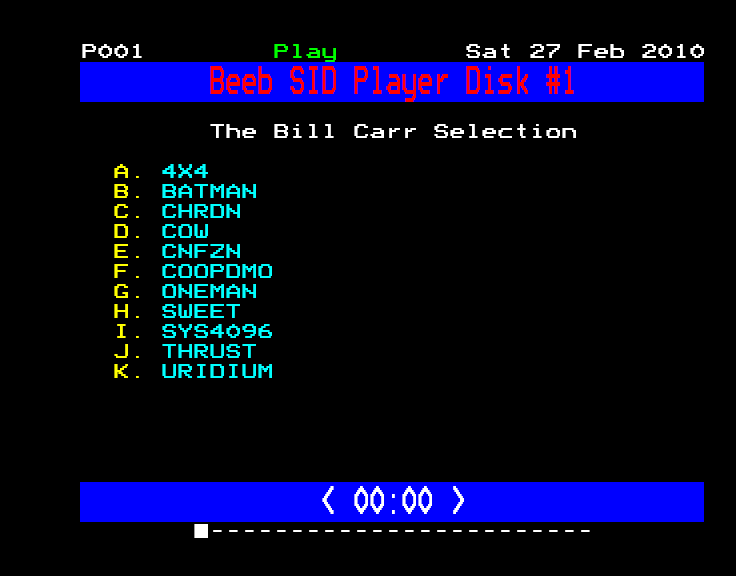 P001 Play Sat 27 Feb 2010
Beeb SID Player Disk #1
The Bill Carr Selection
A. 4X4
B. BATMAN
C. CHRDN
D. COW
E. CNFZN
F. COOPDMO
G. ONEMAN
H. SWEET
I. SYS4096
J. THRUST
K. URIDIUM
< 00:00 >
■------------------------